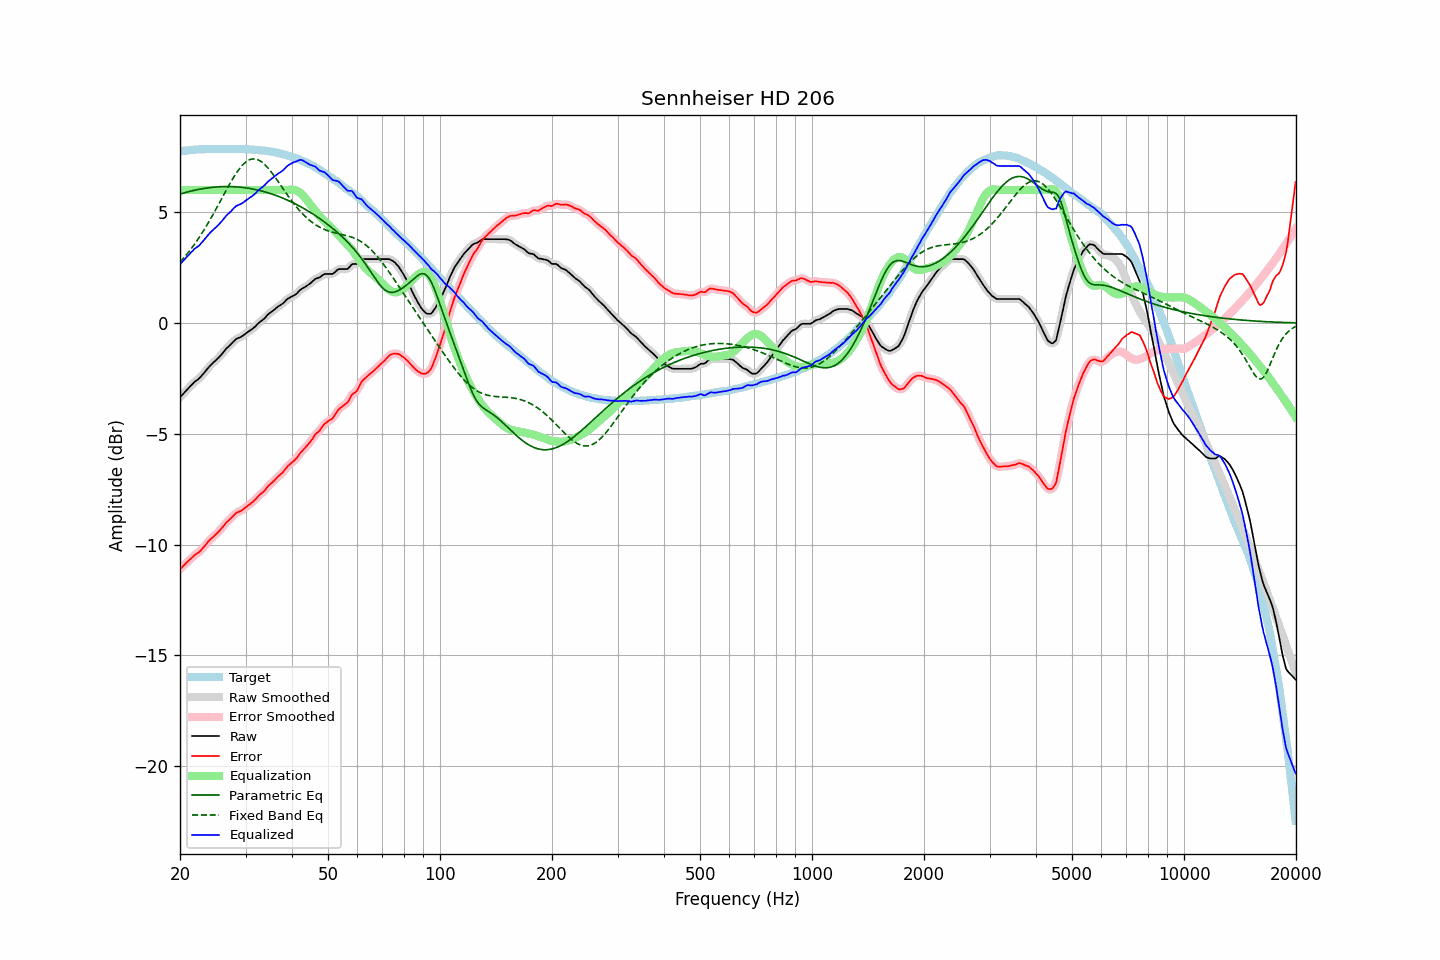 Sennheiser HD 206
Amplitude (dBr)
5
0
−5
−10
−15
−20
Target
Raw Smoothed
Error Smoothed
Raw
Error
Equalization
Parametric Eq
Fixed Band Eq
Equalized
20 50 100 200 500 1000 2000 5000 10000 20000
Frequency (Hz)